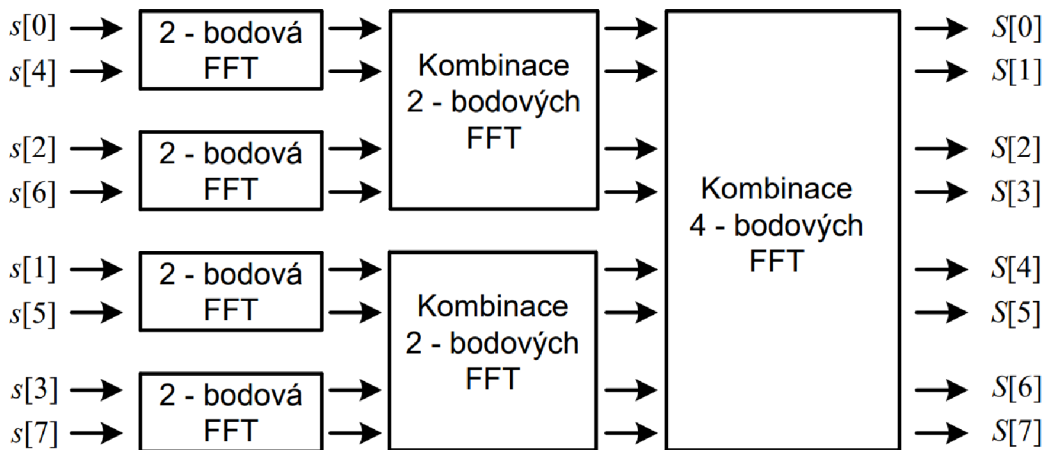 s[0]
s[4]
s[2]
s[6]
s[1]
s[5]
s[3]
s[7]
2 - bodová
FFT
2 - bodová
FFT
2 - bodová
FFT
2 - bodová
FFT
Kombinace
2 - bodových
FFT
Kombinace
2 - bodových
FFT
Kombinace
4 - bodových
FFT
S[0]
S[1]
S[2]
S[3]
S[4]
S[5]
S[6]
S[7]